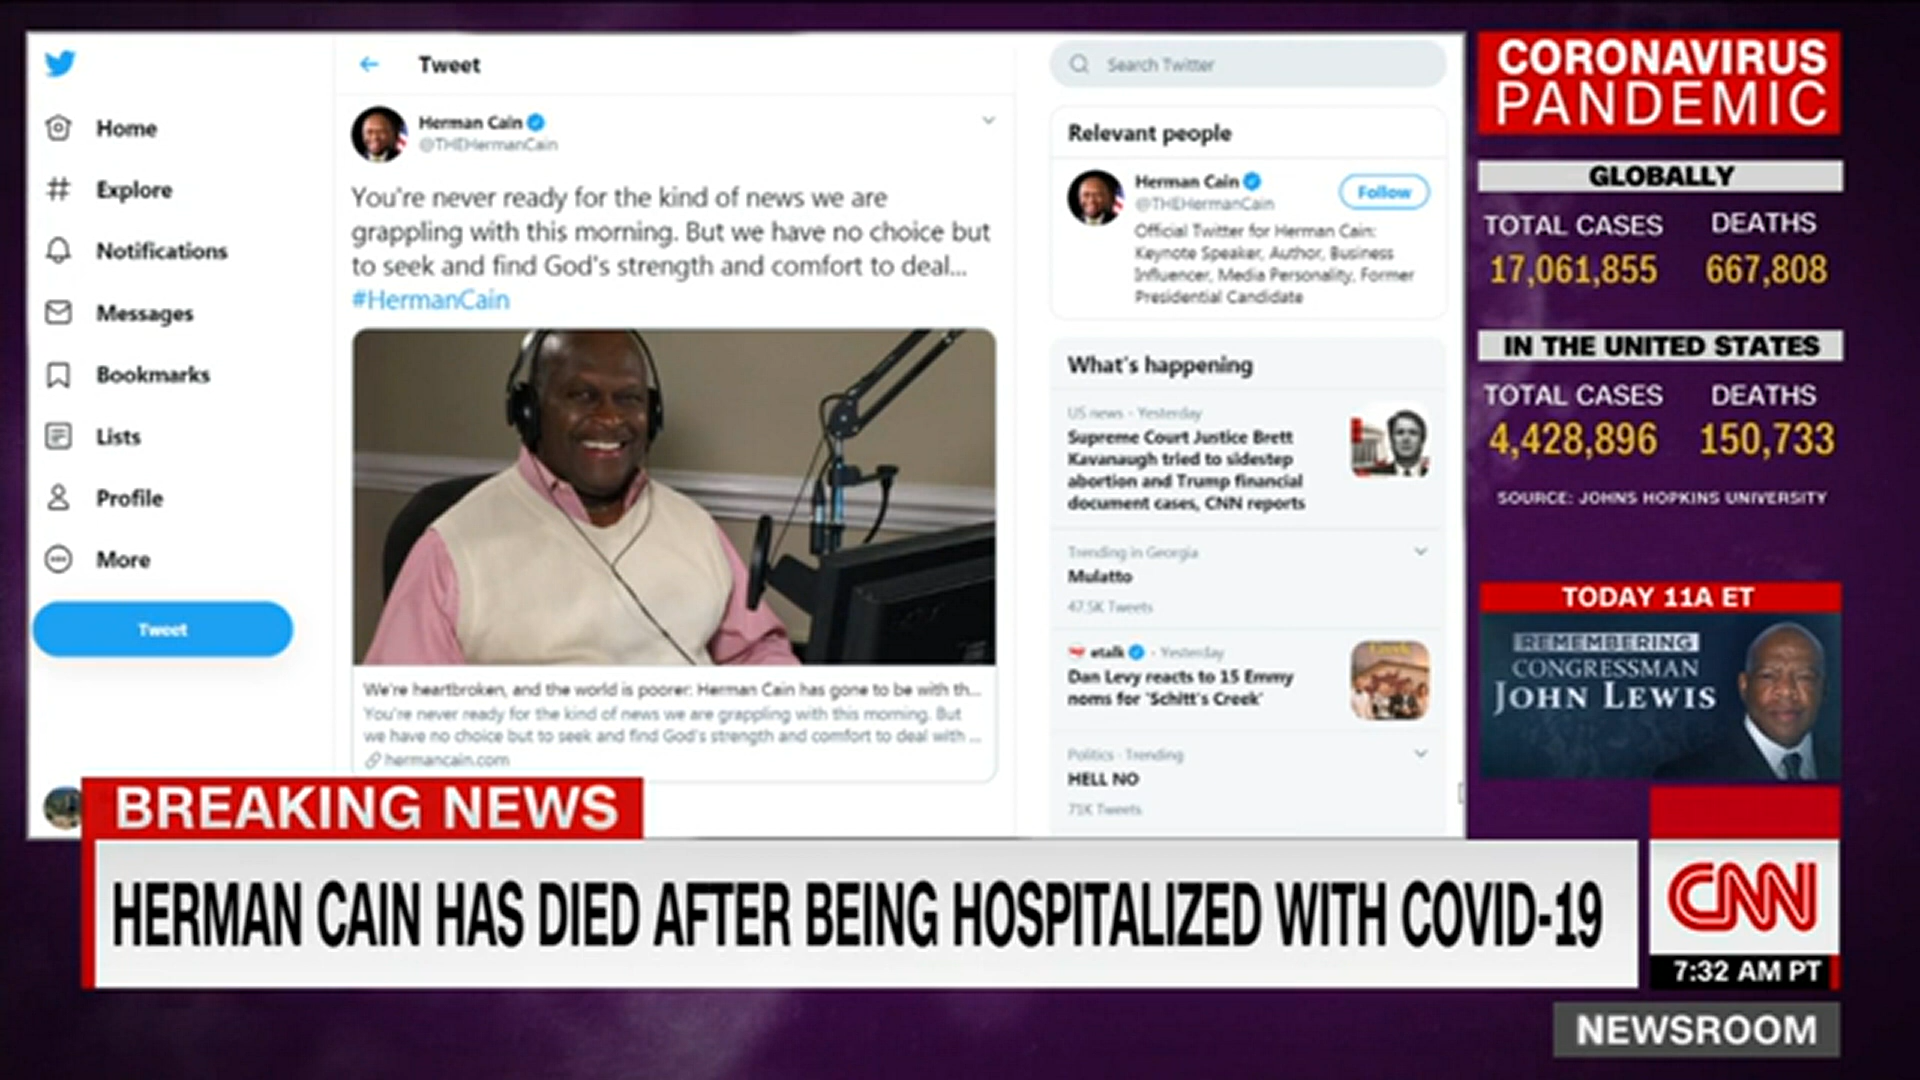 Tweet
Herman Cain
@THEHermanCain
You're never ready for the kind of news we are
grappling with this morning. But we have no choice but
to seek and find God's strength and comfort to deal...
#HermanCain
We're heartbroken, and the world is poorer: Herman Cain has gone to be with th...
You're never ready for the kind of news we are grappling with this morning. But
we have no choice but to seek and find God's strength and comfort to deal with ...
hermancain.com
Home
Explore
Notifications
Messages
Bookmarks
Lists
Profile
More
Tweet
Search Twitter
Relevant people
Herman Cain
@THEHermanCain
Follow
Official Twitter for Herman Cain:
Keynote Speaker, Author, Business
Influencer, Media Personality, Former
Presidential Candidate
What's happening
US news · Yesterday
Supreme Court Justice Brett
Kavanaugh tried to sidestep
abortion and Trump financial
document cases, CNN reports
Trending in Georgia
Mulatto
47.5K Tweets
etalk · Yesterday
Dan Levy reacts to 15 Emmy
noms for 'Schitt's Creek'
Politics · Trending
HELL NO
71K Tweets
CORONAVIRUS
PANDEMIC
GLOBALLY
TOTAL CASES DEATHS
17,061,855 667,808
IN THE UNITED STATES
TOTAL CASES DEATHS
4,428,896 150,733
SOURCE: JOHNS HOPKINS UNIVERSITY
TODAY 11A ET
REMEMBERING
CONGRESSMAN
JOHN LEWIS
BREAKING NEWS
HERMAN CAIN HAS DIED AFTER BEING HOSPITALIZED WITH COVID-19
CNN
7:32 AM PT
NEWSROOM